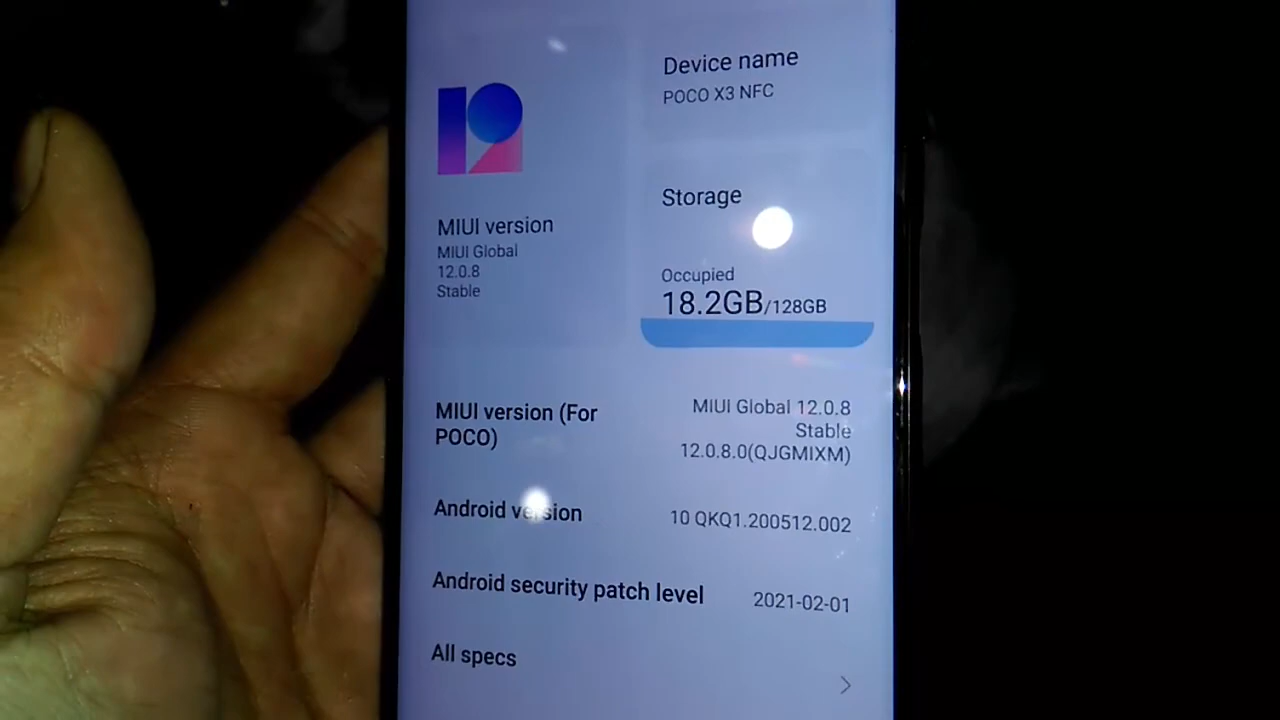 Device name
POCO X3 NFC
MIUI version
MIUI Global
12.0.8
Stable
Storage
Occupied
18.2GB/128GB
MIUI version (For
POCO)
MIUI Global 12.0.8
Stable
12.0.8.0(QJGMIXM)
Android version
10 QKQ1.200512.002
Android security patch level
2021-02-01
All specs